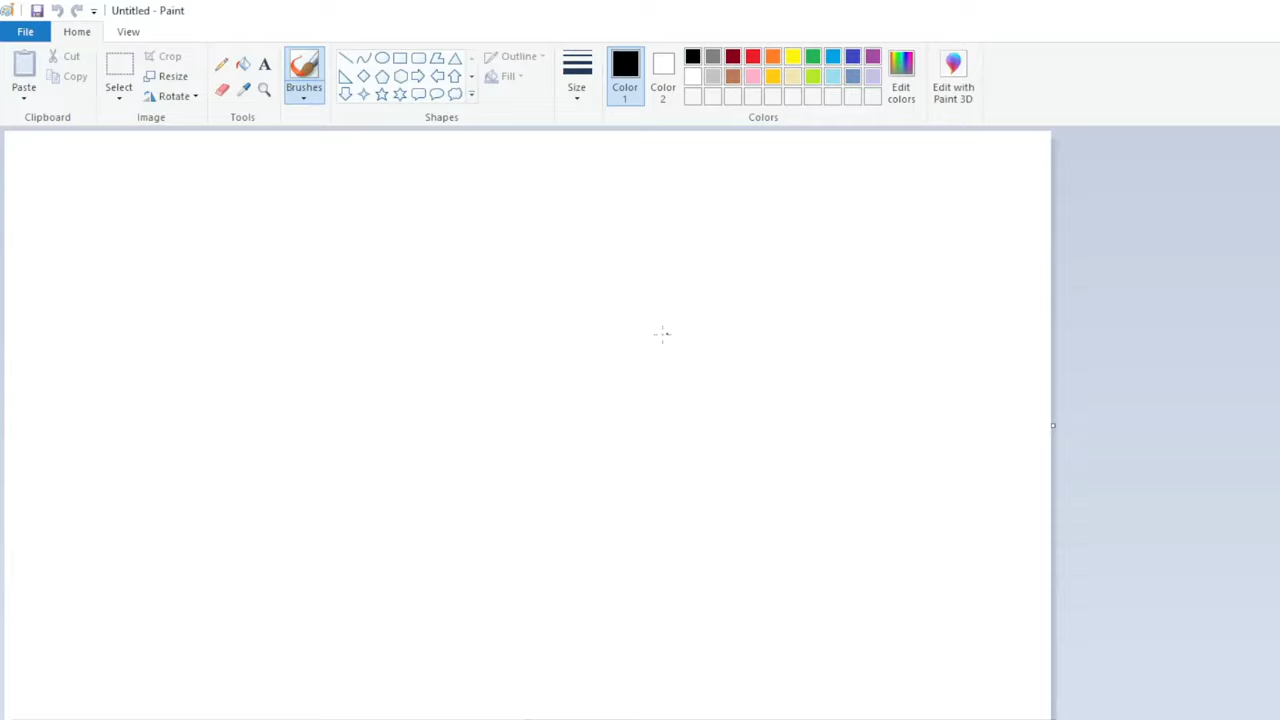 Untitled - Paint
File Home View
Paste
Cut
Copy
Clipboard
Select
Crop
Resize
Rotate
Image
A
Tools
Brushes
Outline
Fill
Shapes
Size
Color 1
Color 2
Edit colors
Colors
Edit with Paint 3D